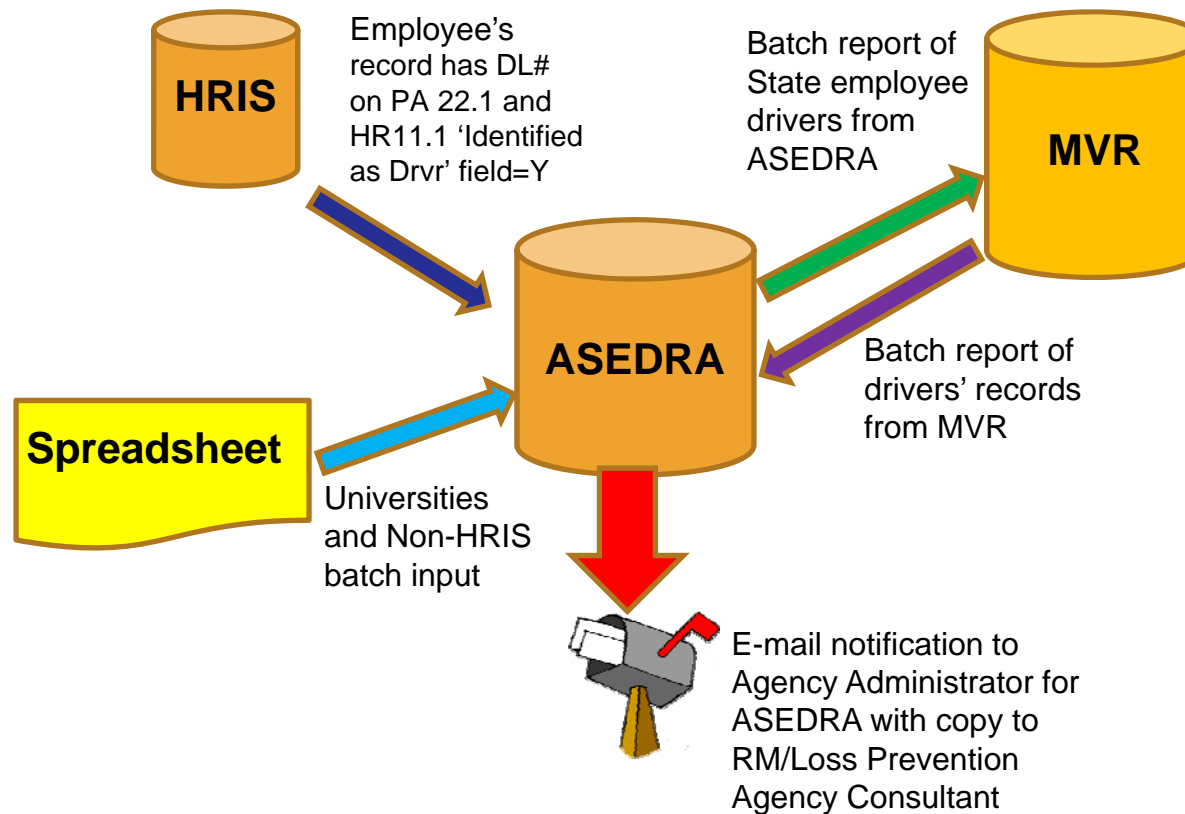 HRIS
Employee's
record has DL#
on PA 22.1 and
HR11.1 ‘Identified
as Drvr’ field=Y
Batch report of
State employee
drivers from
ASEDRA
MVR
ASEDRA
Batch report of
drivers’ records
from MVR
Spreadsheet
Universities
and Non-HRIS
batch input
E-mail notification to
Agency Administrator for
ASEDRA with copy to
RM/Loss Prevention
Agency Consultant